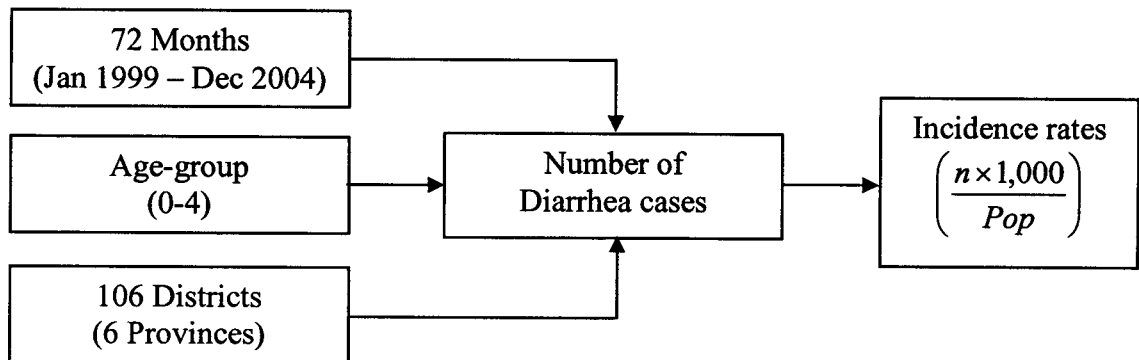 72 Months
(Jan 1999 – Dec 2004)
Age-group
(0-4)
106 Districts
(6 Provinces)
Number of
Diarrhea cases
Incidence rates
(n × 1,000 / Pop)